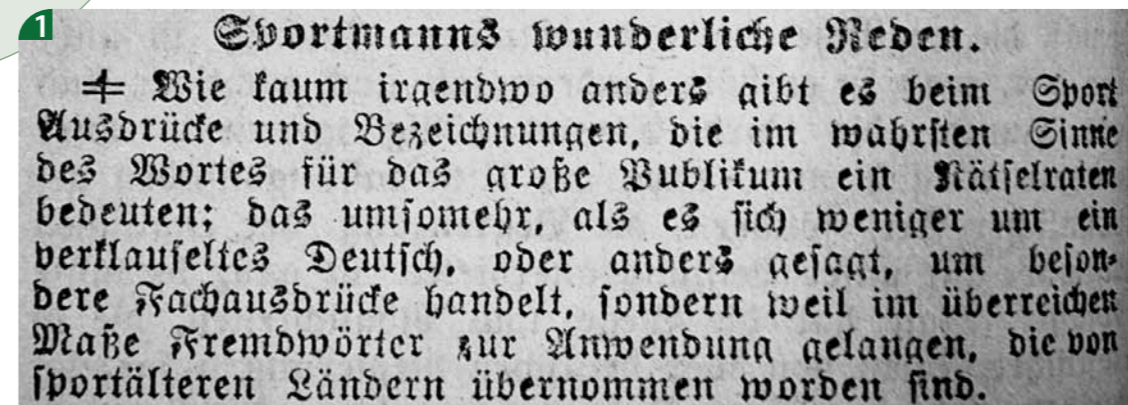 1
Sportmanns wunderliche Reden.
⧧ Wie kaum irgendwo anders gibt es beim Sport
Ausdrücke und Bezeichnungen, die im wahrsten Sinne
des Wortes für das große Publikum ein Rätselraten
bedeuten; das umsomehr, als es sich weniger um ein
verklauseltes Deutsch, oder anders gesagt, um beson-
dere Fachausdrücke handelt, sondern weil im überreichen
Maße Fremdwörter zur Anwendung gelangen, die von
sportälteren Ländern übernommen worden sind.